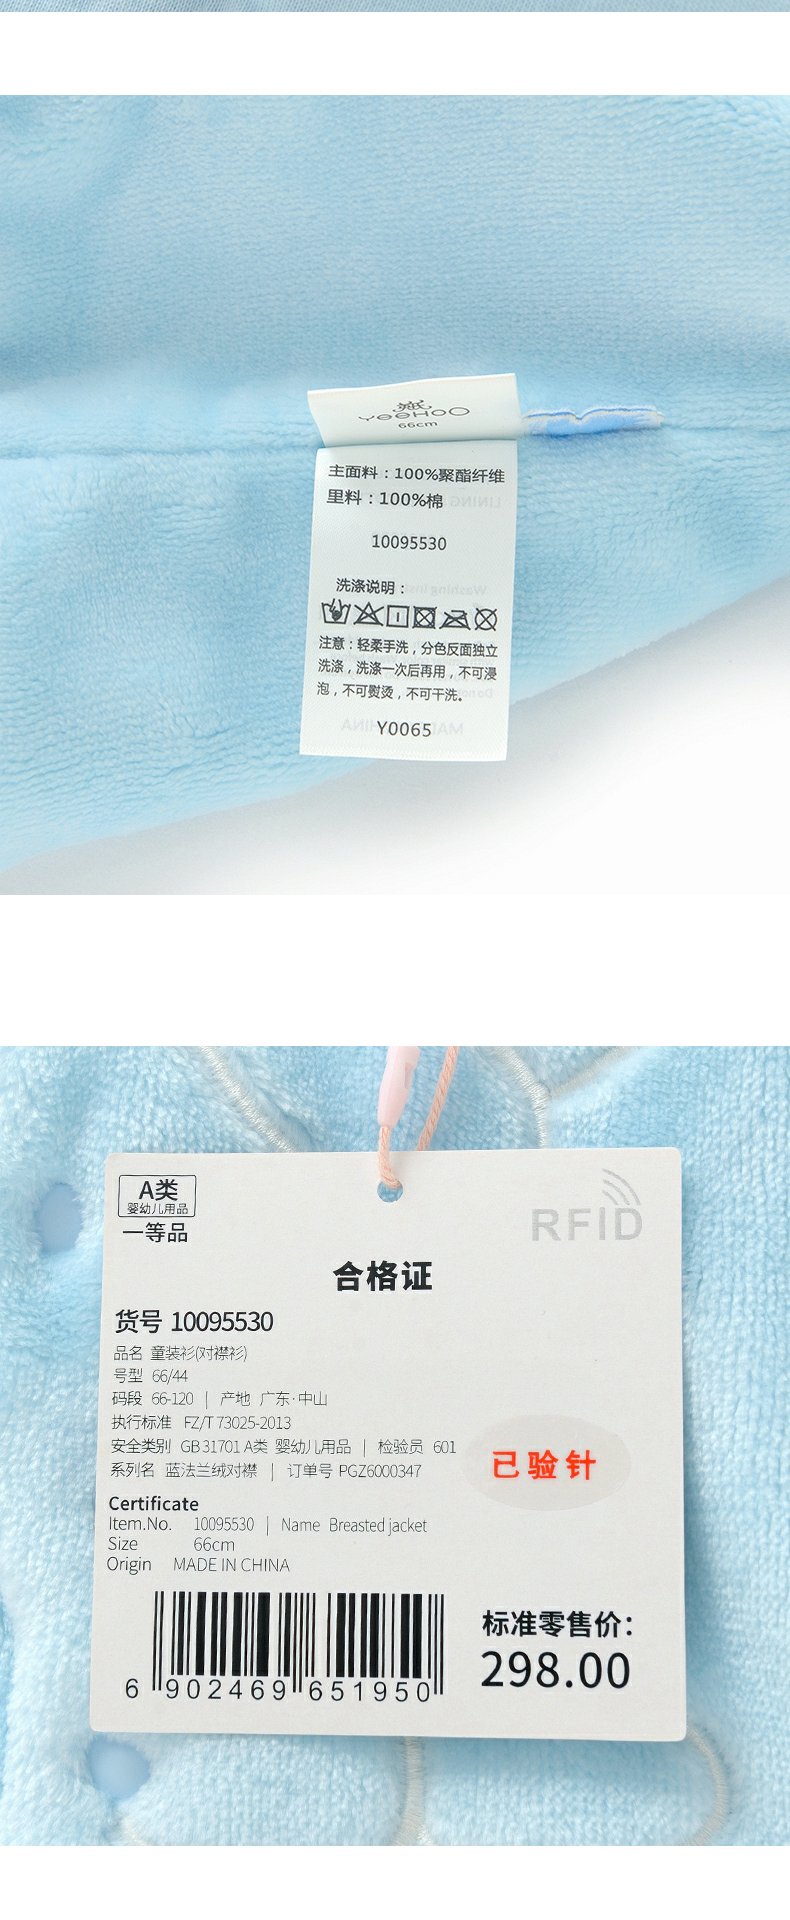 YeeHoO
66cm
主面料：100%聚酯纤维
里料：100%棉
10095530
洗涤说明：
注意：轻柔手洗，分色反面独立
洗涤，洗涤一次后再用，不可浸
泡，不可熨烫，不可干洗。
Y0065
A类
婴幼儿用品
一等品
RFID
合格证
货号 10095530
品名 童装衫(对襟衫)
号型 66/44
码段 66-120 | 产地 广东·中山
执行标准 FZ/T 73025-2013
安全类别 GB 31701 A类 婴幼儿用品 | 检验员 601
系列名 蓝法兰绒对襟 | 订单号 PGZ6000347
已验针
Certificate
Item.No. 10095530 | Name Breasted jacket
Size 66cm
Origin MADE IN CHINA
6 902469 651950
标准零售价：
298.00